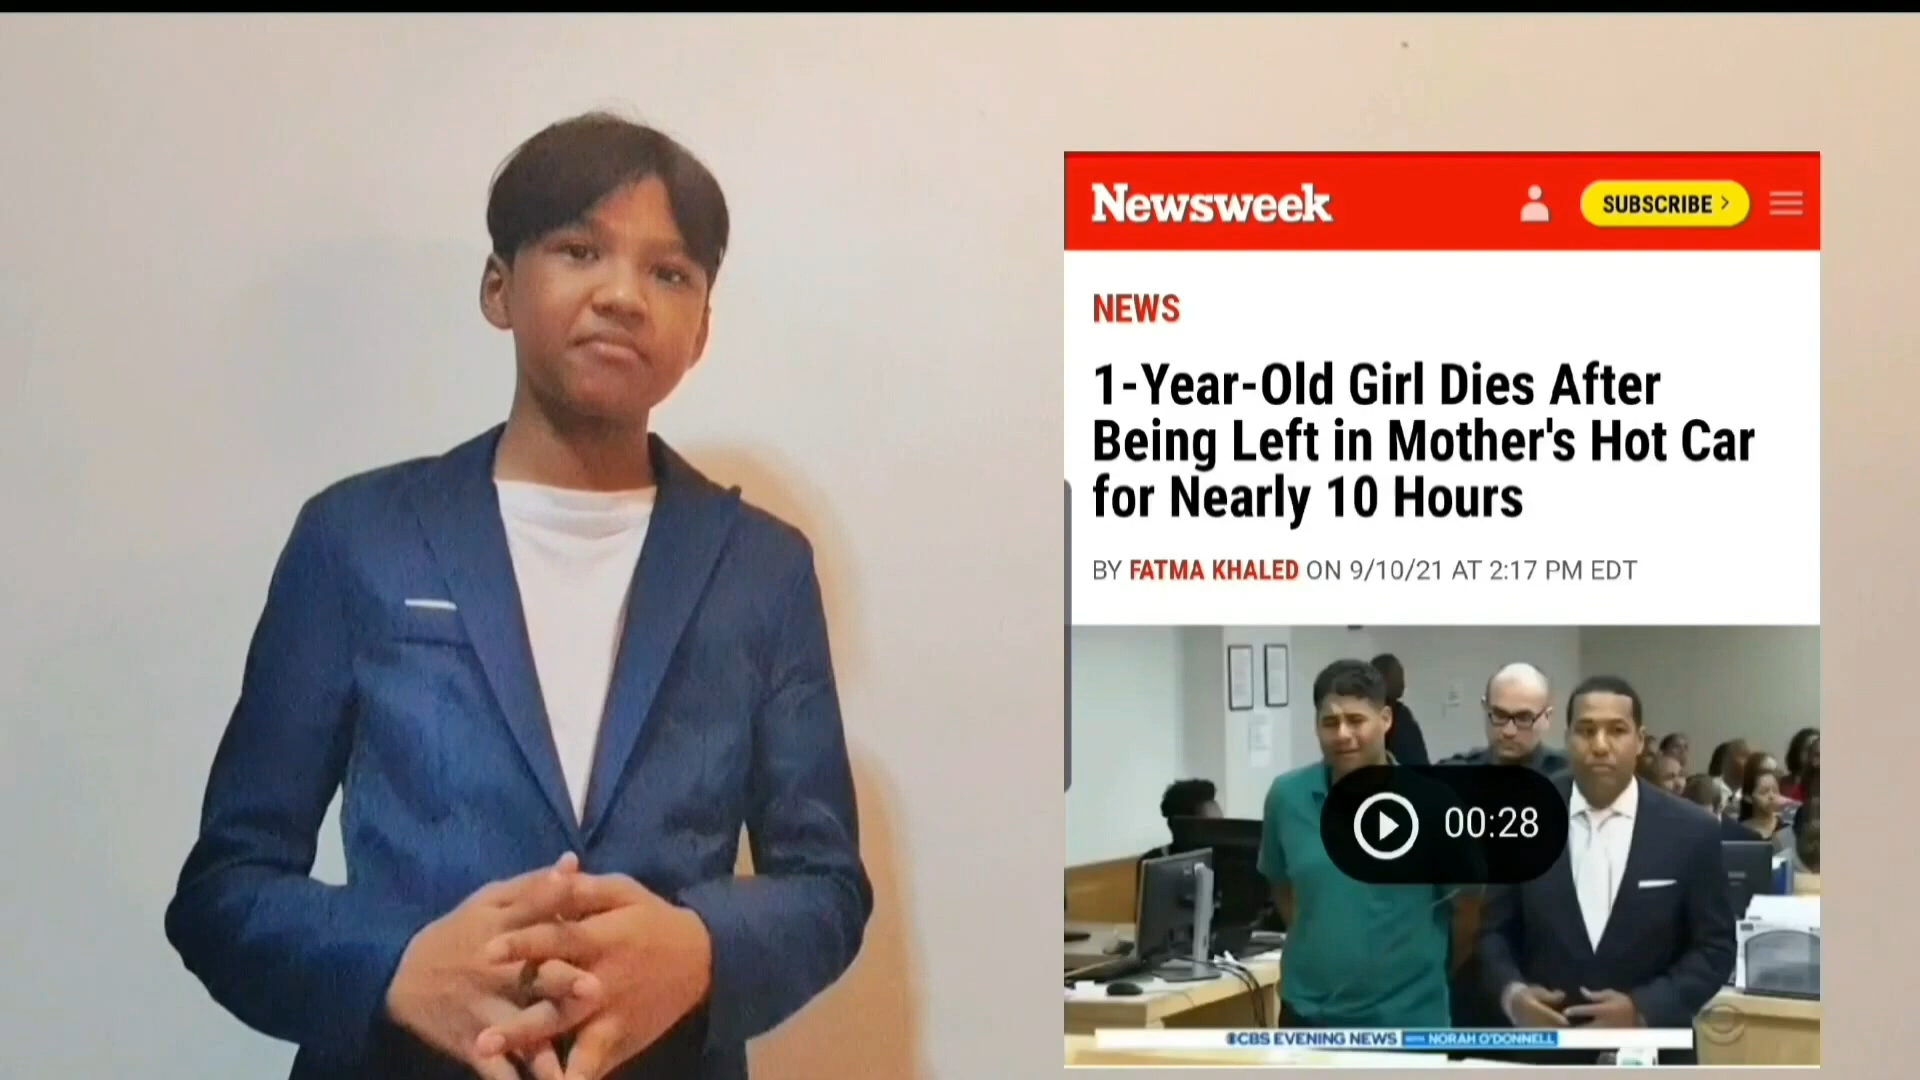 Newsweek
SUBSCRIBE >
NEWS
1-Year-Old Girl Dies After
Being Left in Mother's Hot Car
for Nearly 10 Hours
BY FATMA KHALED ON 9/10/21 AT 2:17 PM EDT
00:28
CBS EVENING NEWS WITH NORAH O'DONNELL